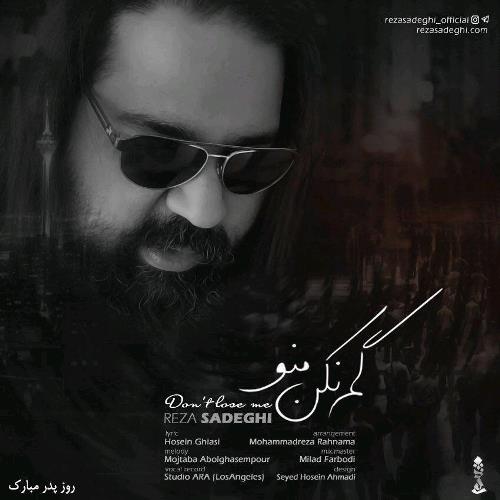 rezasadeghi_official
rezasadeghi.com
گم نکن منو
Don't lose me
REZA SADEGHI
lyric
Hosein Ghiasi
arrangement
Mohammadreza Rahnama
melody
Mojtaba Abolghasempour
mix.master
Milad Farbodi
vocal record
Studio ARA (LosAngeles)
design
Seyed Hosein Ahmadi
روز پدر مبارک